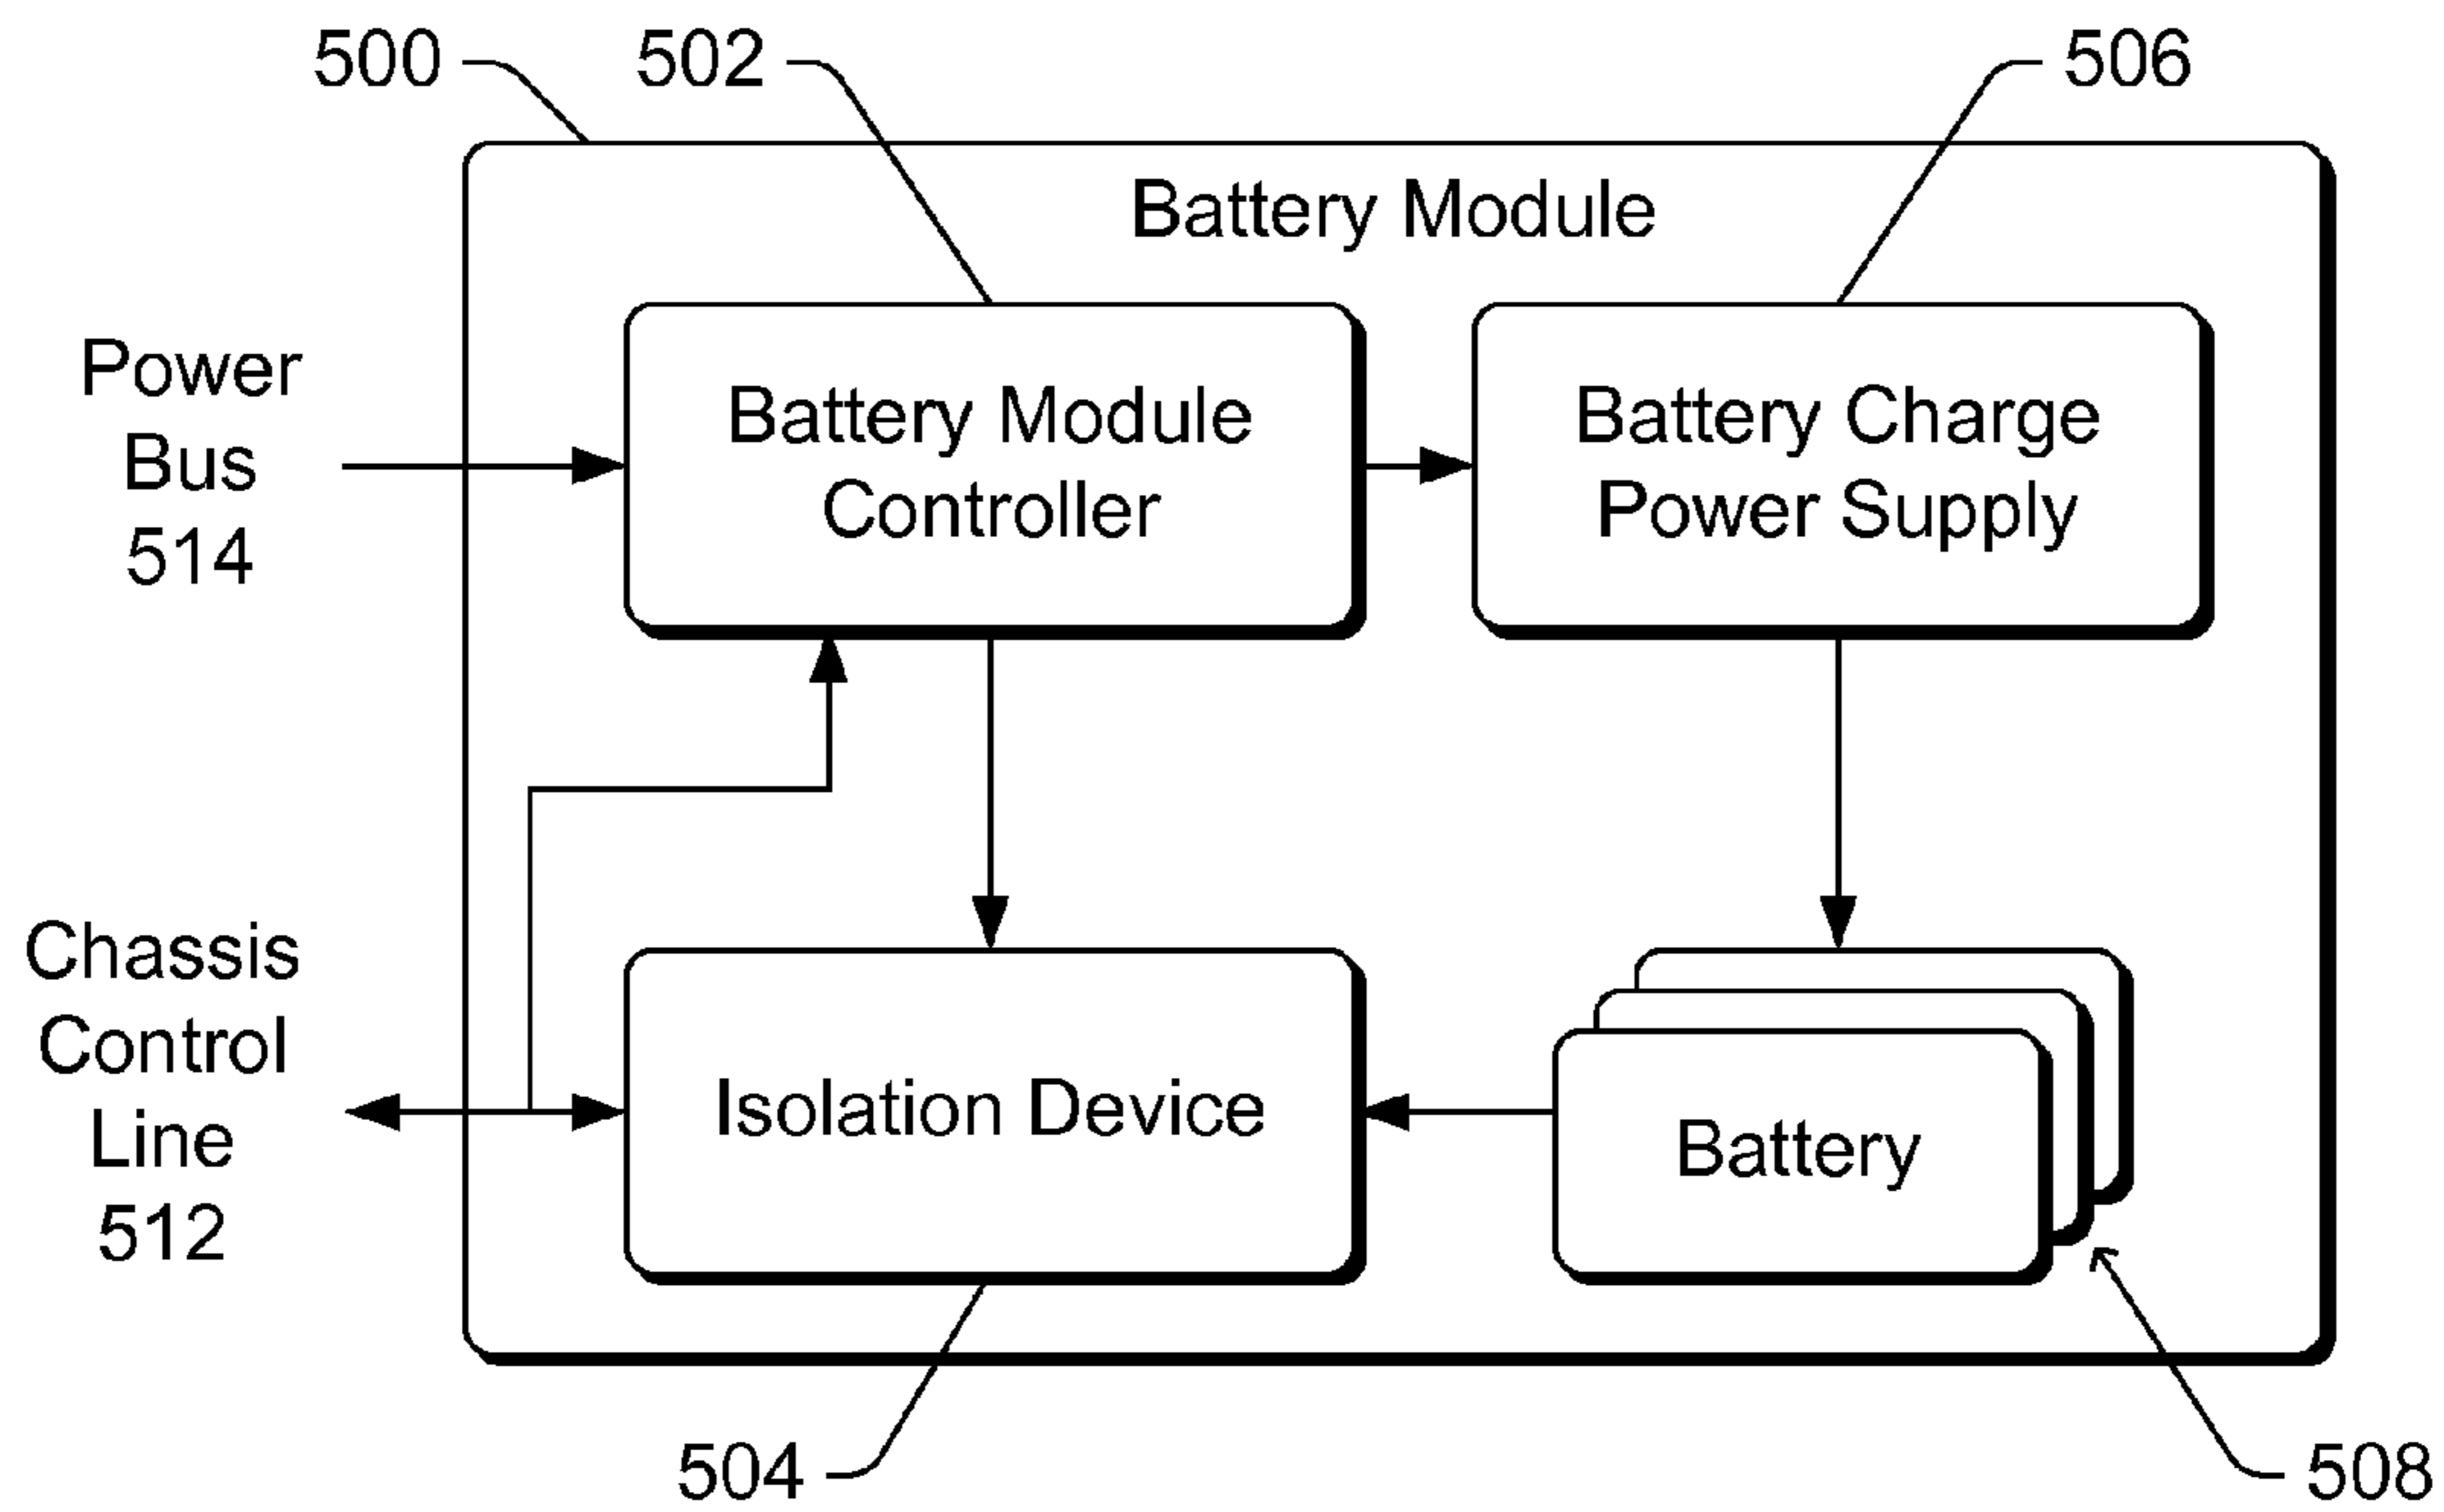 500
502
506
Battery Module
Power
Bus
514
Battery Module
Controller
Battery Charge
Power Supply
Chassis
Control
Line
512
Isolation Device
Battery
504
508